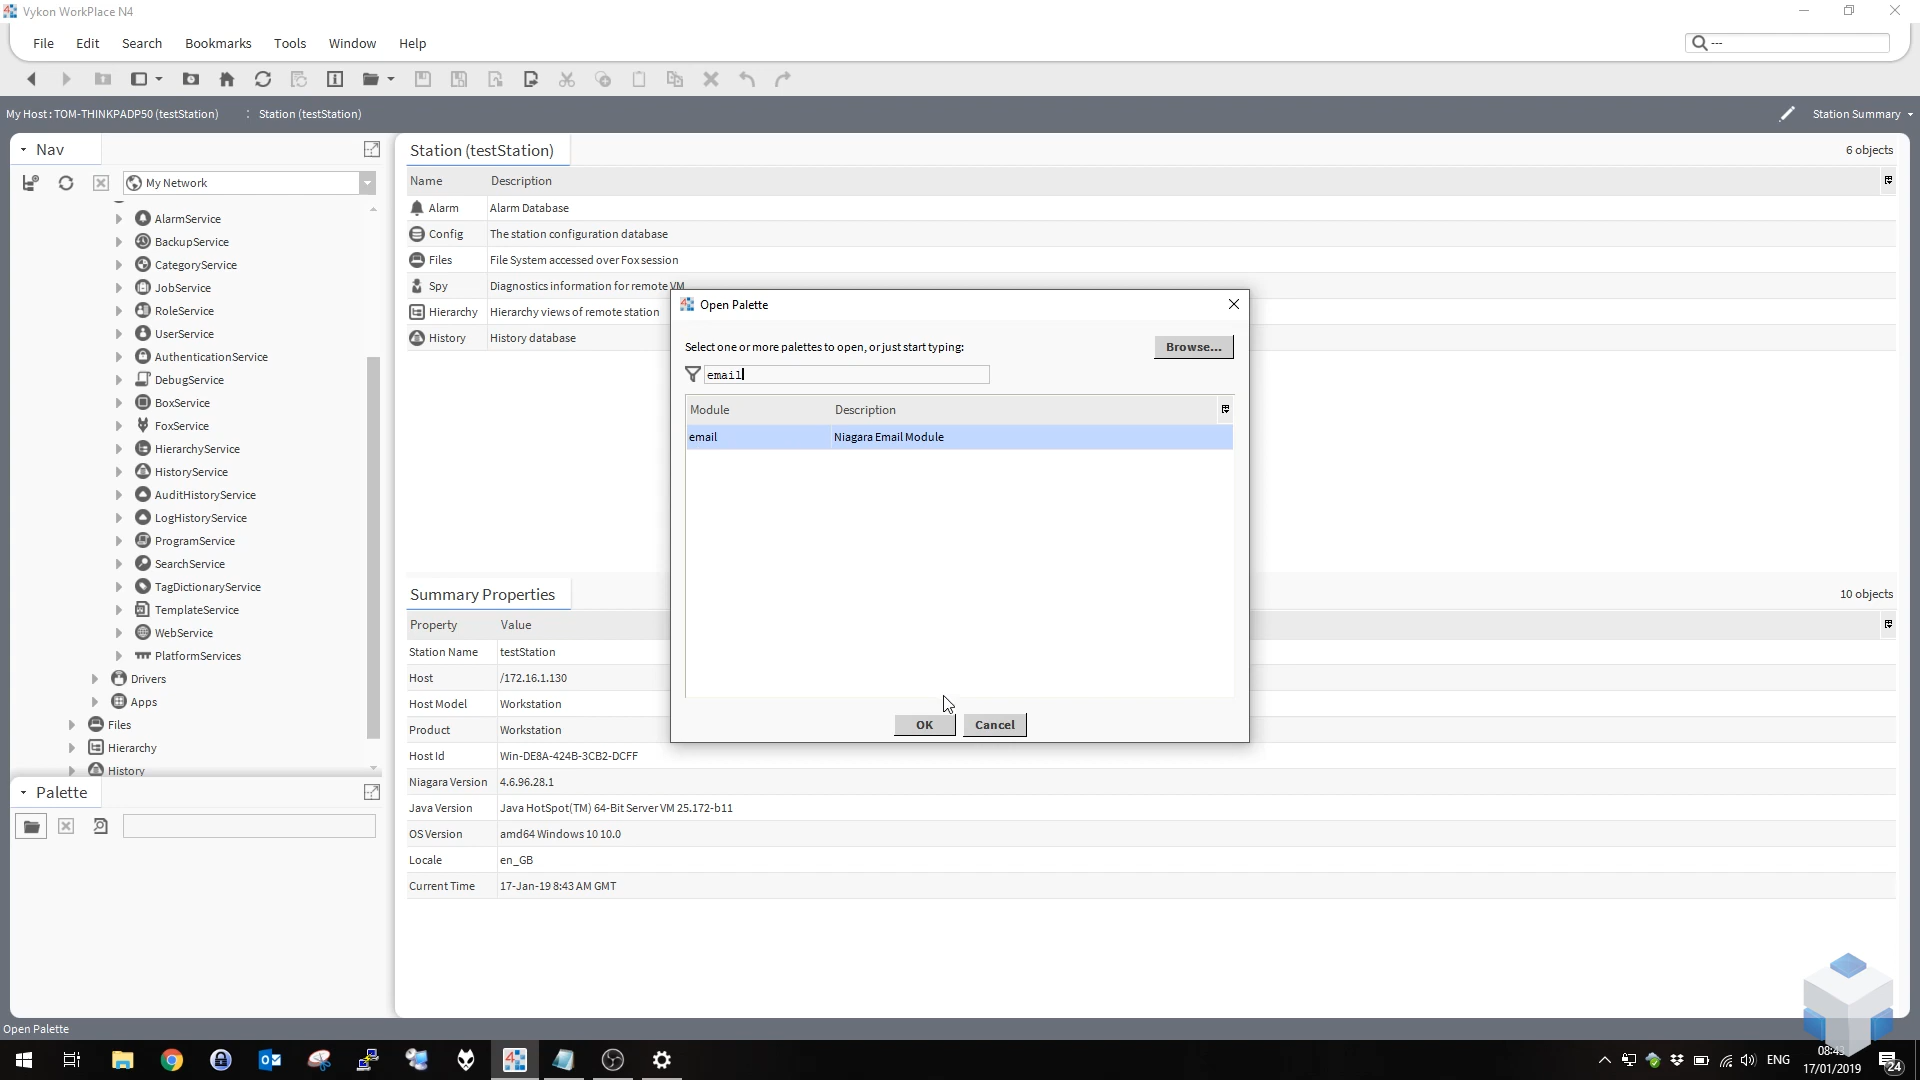 Vykon WorkPlace N4
File Edit Search Bookmarks Tools Window Help
---
My Host : TOM-THINKPADP50 (testStation) : Station (testStation)
Station Summary
Nav
My Network
AlarmService
BackupService
CategoryService
JobService
RoleService
UserService
AuthenticationService
DebugService
BoxService
FoxService
HierarchyService
HistoryService
AuditHistoryService
LogHistoryService
ProgramService
SearchService
TagDictionaryService
TemplateService
WebService
PlatformServices
Drivers
Apps
Files
Hierarchy
History
Palette
Station (testStation)
6 objects
Name Description
Alarm Alarm Database
Config The station configuration database
Files File System accessed over Fox session
Spy Diagnostics information for remote VM
Hierarchy Hierarchy views of remote station
History History database
Open Palette
Select one or more palettes to open, or just start typing:
Browse...
email
Module Description
email Niagara Email Module
OK Cancel
Summary Properties
10 objects
Property Value
Station Name testStation
Host /172.16.1.130
Host Model Workstation
Product Workstation
Host Id Win-DE8A-424B-3CB2-DCFF
Niagara Version 4.6.96.28.1
Java Version Java HotSpot(TM) 64-Bit Server VM 25.172-b11
OS Version amd64 Windows 10 10.0
Locale en_GB
Current Time 17-Jan-19 8:43 AM GMT
Open Palette
ENG
08:43
17/01/2019
24